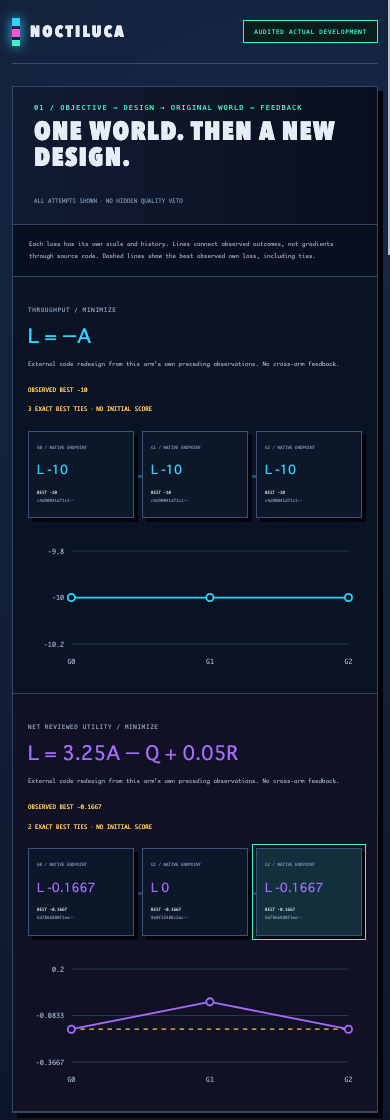 NOCTILUCA
AUDITED ACTUAL DEVELOPMENT
01 / OBJECTIVE → DESIGN → ORIGINAL WORLD → FEEDBACK
ONE WORLD. THEN A NEW
DESIGN.
ALL ATTEMPTS SHOWN · NO HIDDEN QUALITY VETO
Each loss has its own scale and history. Lines connect observed outcomes, not gradients
through source code. Dashed lines show the best observed own loss, including ties.
THROUGHPUT / MINIMIZE
L = −A
External code redesign from this arm's own preceding observations. No cross-arm feedback.
OBSERVED BEST -10
3 EXACT BEST TIES · NO INITIAL SCORE
G0 / NATIVE ENDPOINT
L -10
BEST -10
G1 / NATIVE ENDPOINT
L -10
BEST -10
G2 / NATIVE ENDPOINT
L -10
BEST -10
-9.8
-10
-10.2
G0 G1 G2
NET REVIEWED UTILITY / MINIMIZE
L = 3.25A − Q + 0.05R
External code redesign from this arm's own preceding observations. No cross-arm feedback.
OBSERVED BEST -0.1667
2 EXACT BEST TIES · NO INITIAL SCORE
G0 / NATIVE ENDPOINT
L -0.1667
BEST -0.1667
G1 / NATIVE ENDPOINT
L 0
BEST -0.1667
G2 / NATIVE ENDPOINT
L -0.1667
BEST -0.1667
0.2
-0.0833
-0.3667
G0 G1 G2